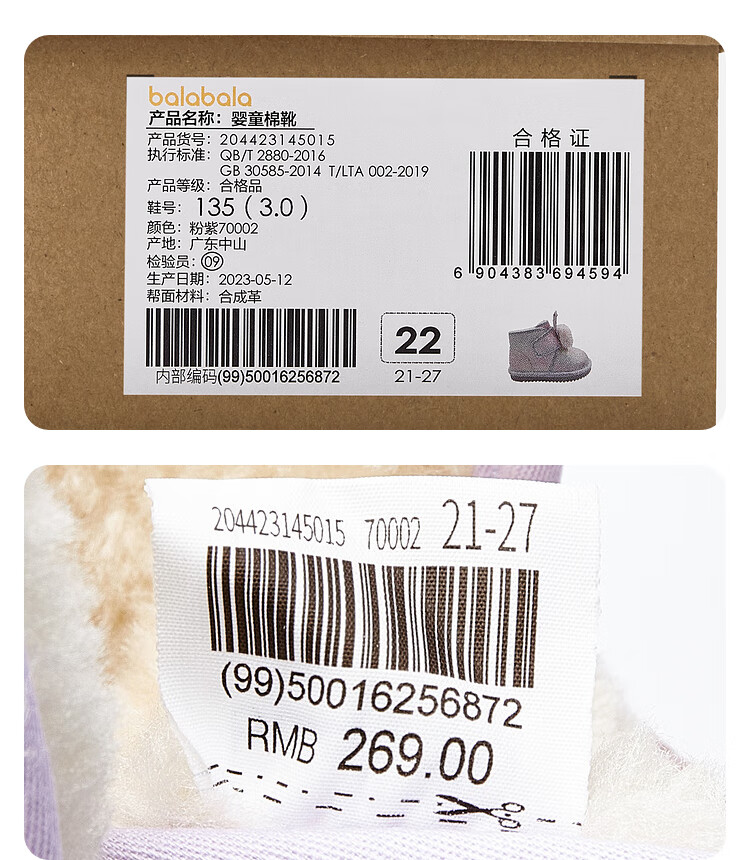 balabala
产品名称：婴童棉靴
产品货号：204423145015
执行标准：QB/T 2880-2016
GB 30585-2014 T/LTA 002-2019
产品等级：合格品
鞋号：135（3.0）
颜色：粉紫70002
产地：广东中山
检验员：09
生产日期：2023-05-12
帮面材料：合成革
内部编码(99)50016256872
22
21-27
合格证
6 904383 694594
204423145015 70002 21-27
(99)50016256872
RMB 269.00